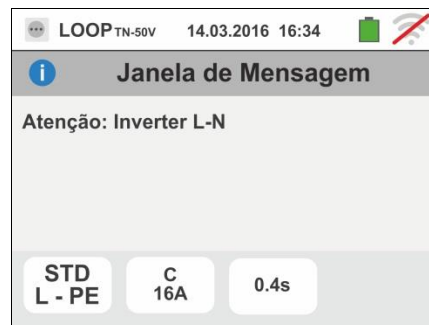 LOOP TN-50V 14.03.2016 16:34
i Janela de Mensagem
Atenção: Inverter L-N
STD C 0.4s
L - PE 16A